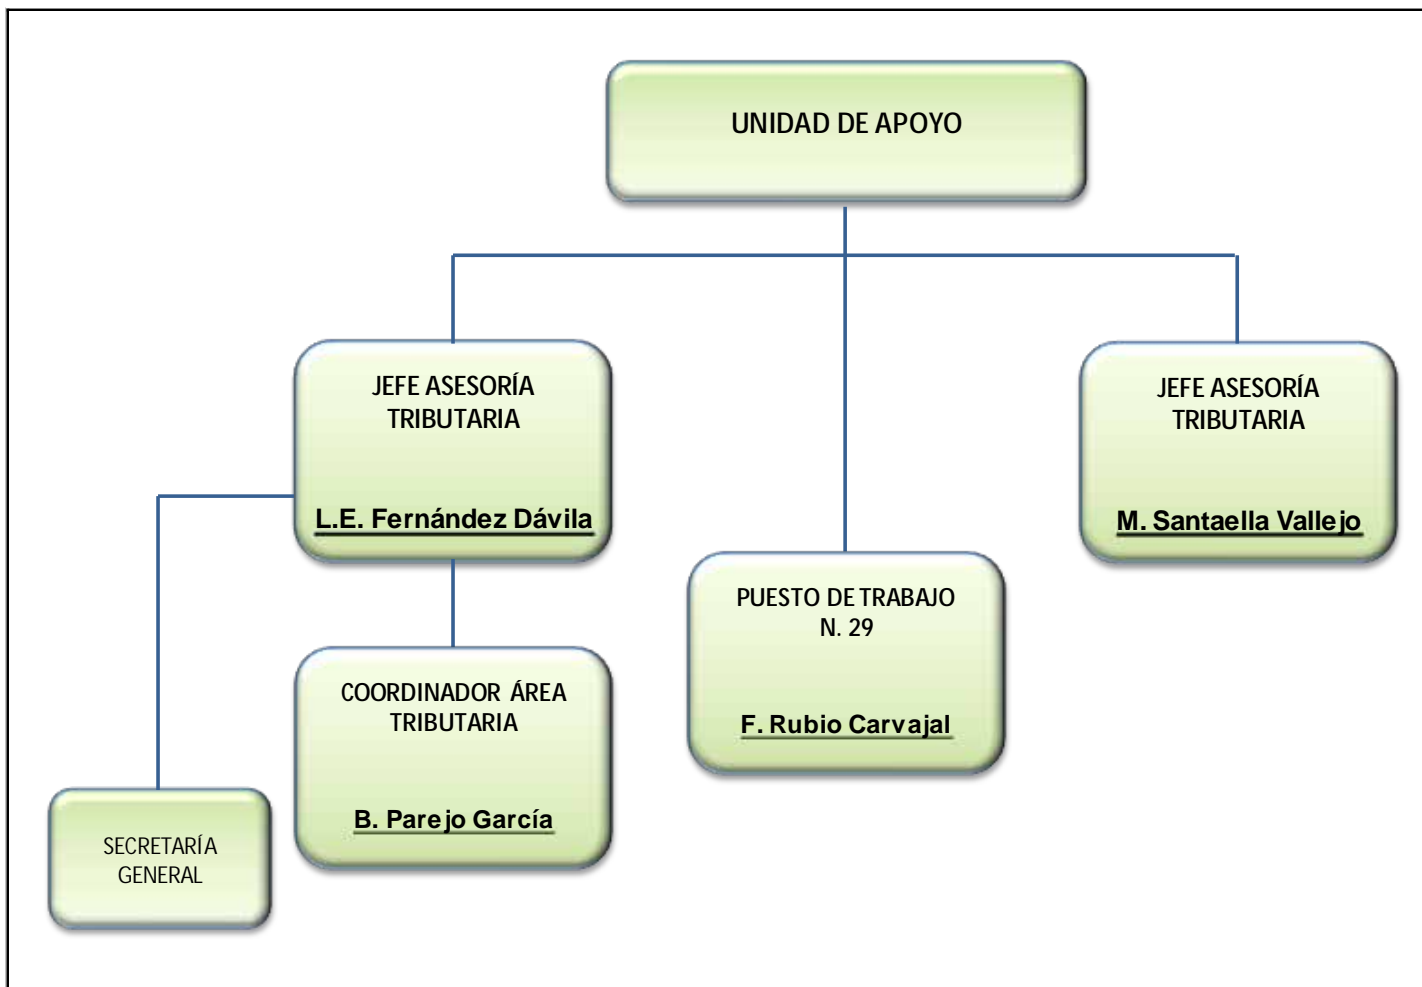 UNIDAD DE APOYO
JEFE ASESORÍA
TRIBUTARIA
L.E. Fernández Dávila
JEFE ASESORÍA
TRIBUTARIA
M. Santaella Vallejo
PUESTO DE TRABAJO
N. 29
F. Rubio Carvajal
COORDINADOR ÁREA
TRIBUTARIA
B. Parejo García
SECRETARÍA
GENERAL